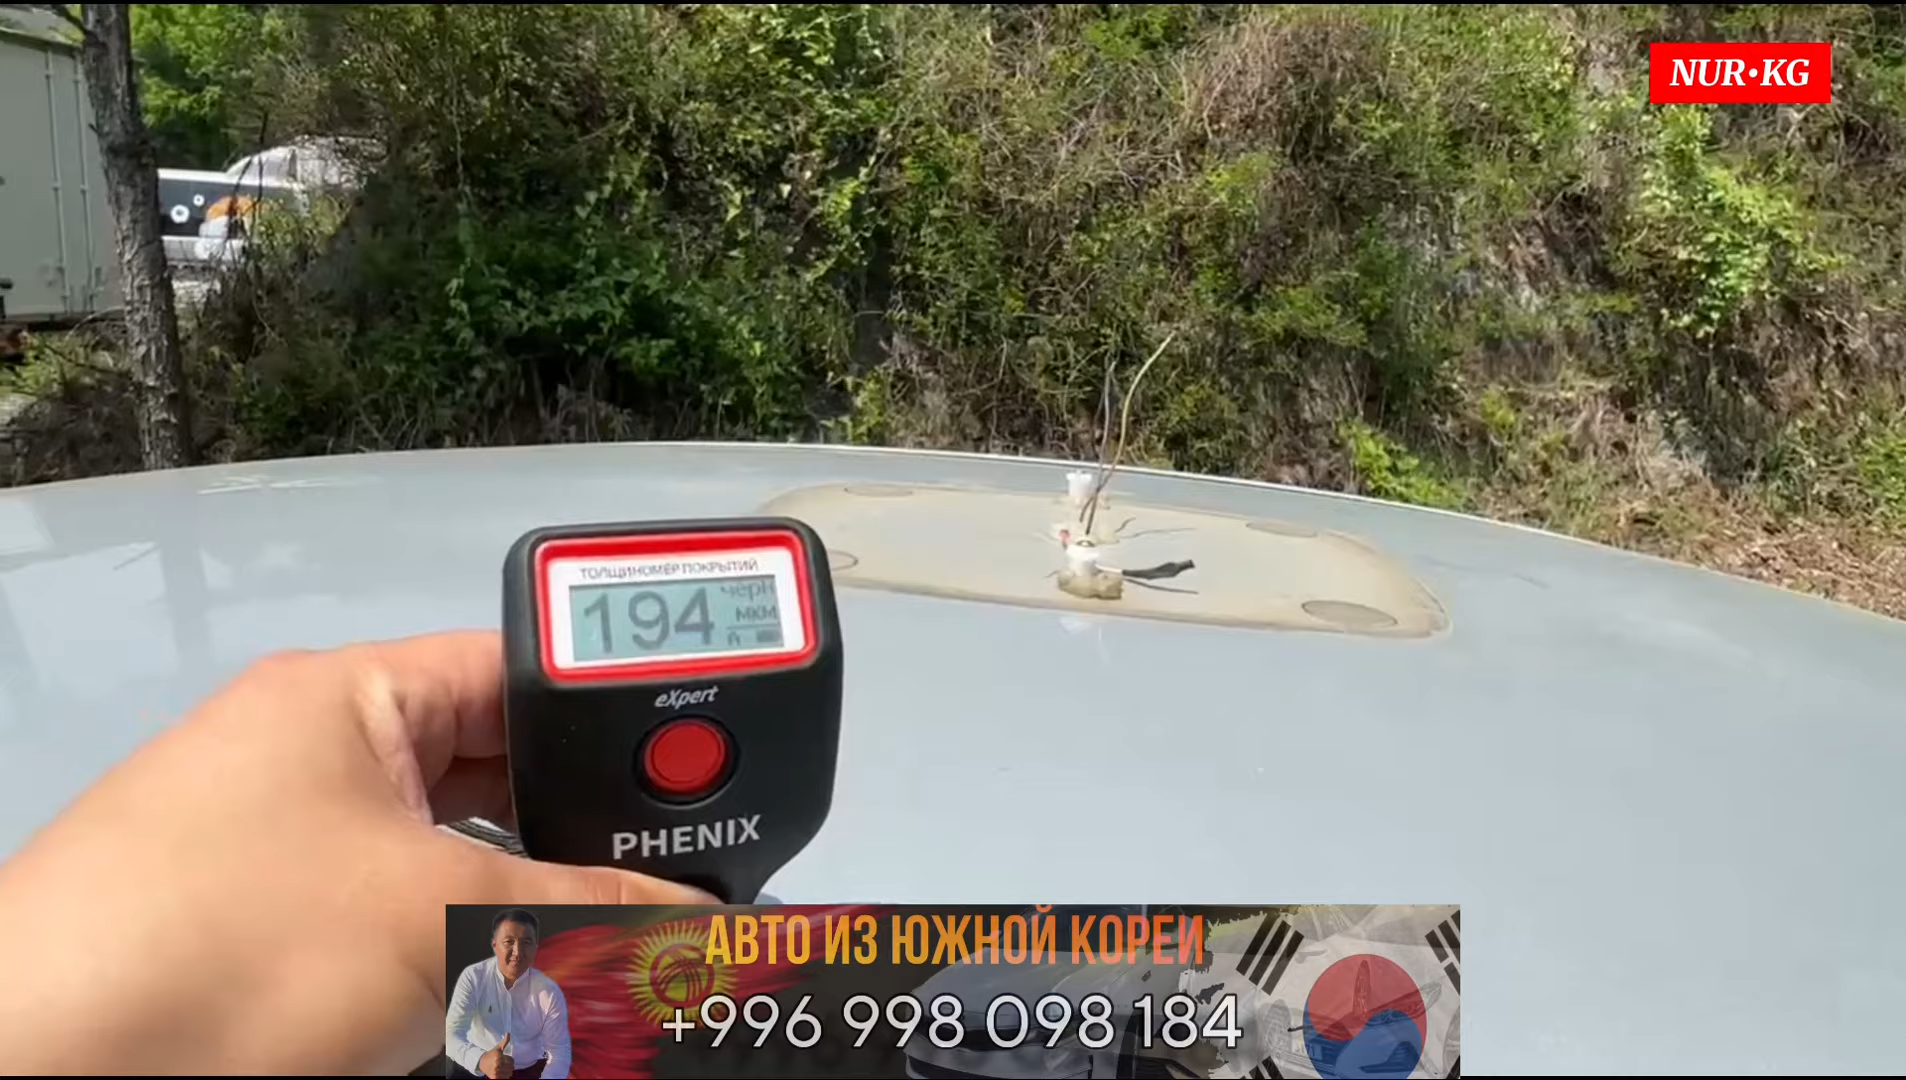 NUR•KG
ТОЛЩИНОМЕР ПОКРЫТИЙ
194 черн
мкм
eXpert
PHENIX
АВТО ИЗ ЮЖНОЙ КОРЕИ
+996 998 098 184